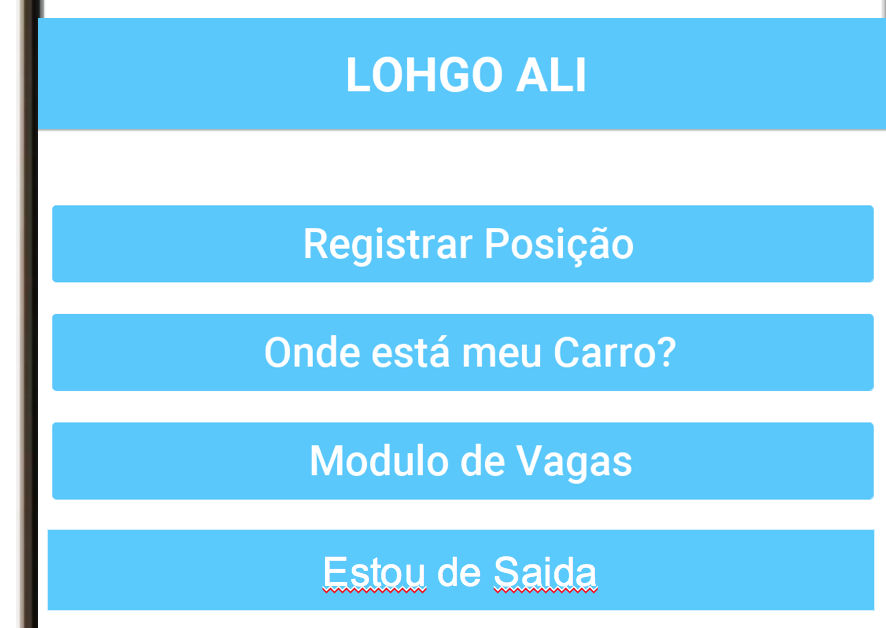 LOHGO ALI
Registrar Posição
Onde está meu Carro?
Modulo de Vagas
Estou de Saida